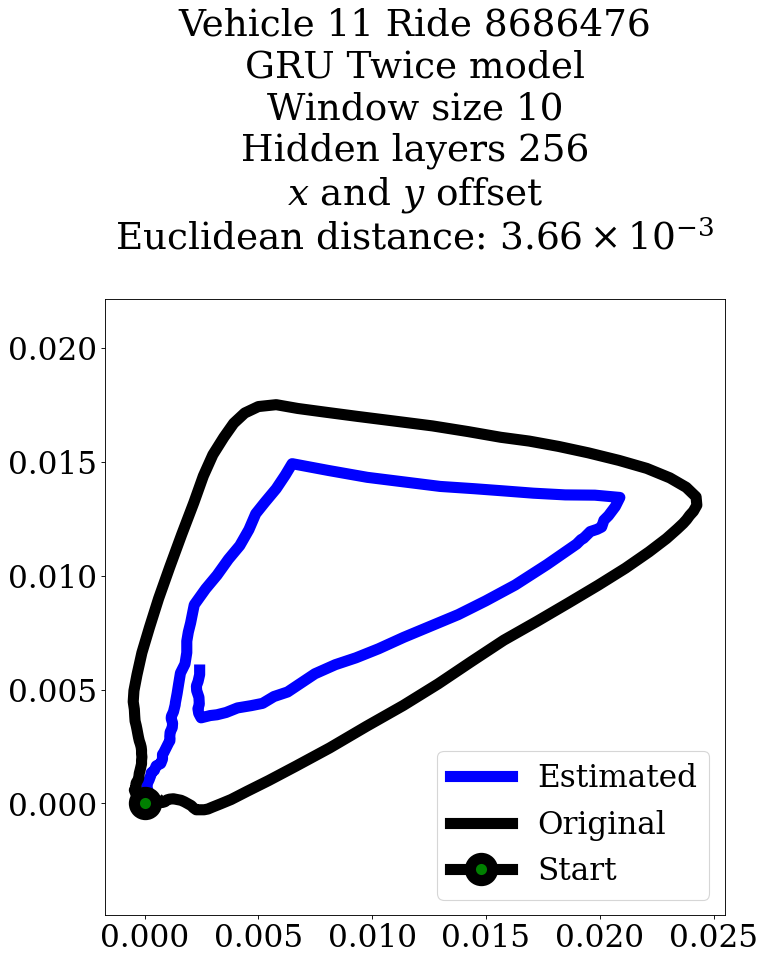 Vehicle 11 Ride 8686476
GRU Twice model
Window size 10
Hidden layers 256
x and y offset
Euclidean distance: 3.66 × 10⁻³
0.020
0.015
0.010
0.005
0.000
Estimated
Original
Start
0.000 0.005 0.010 0.015 0.020 0.025